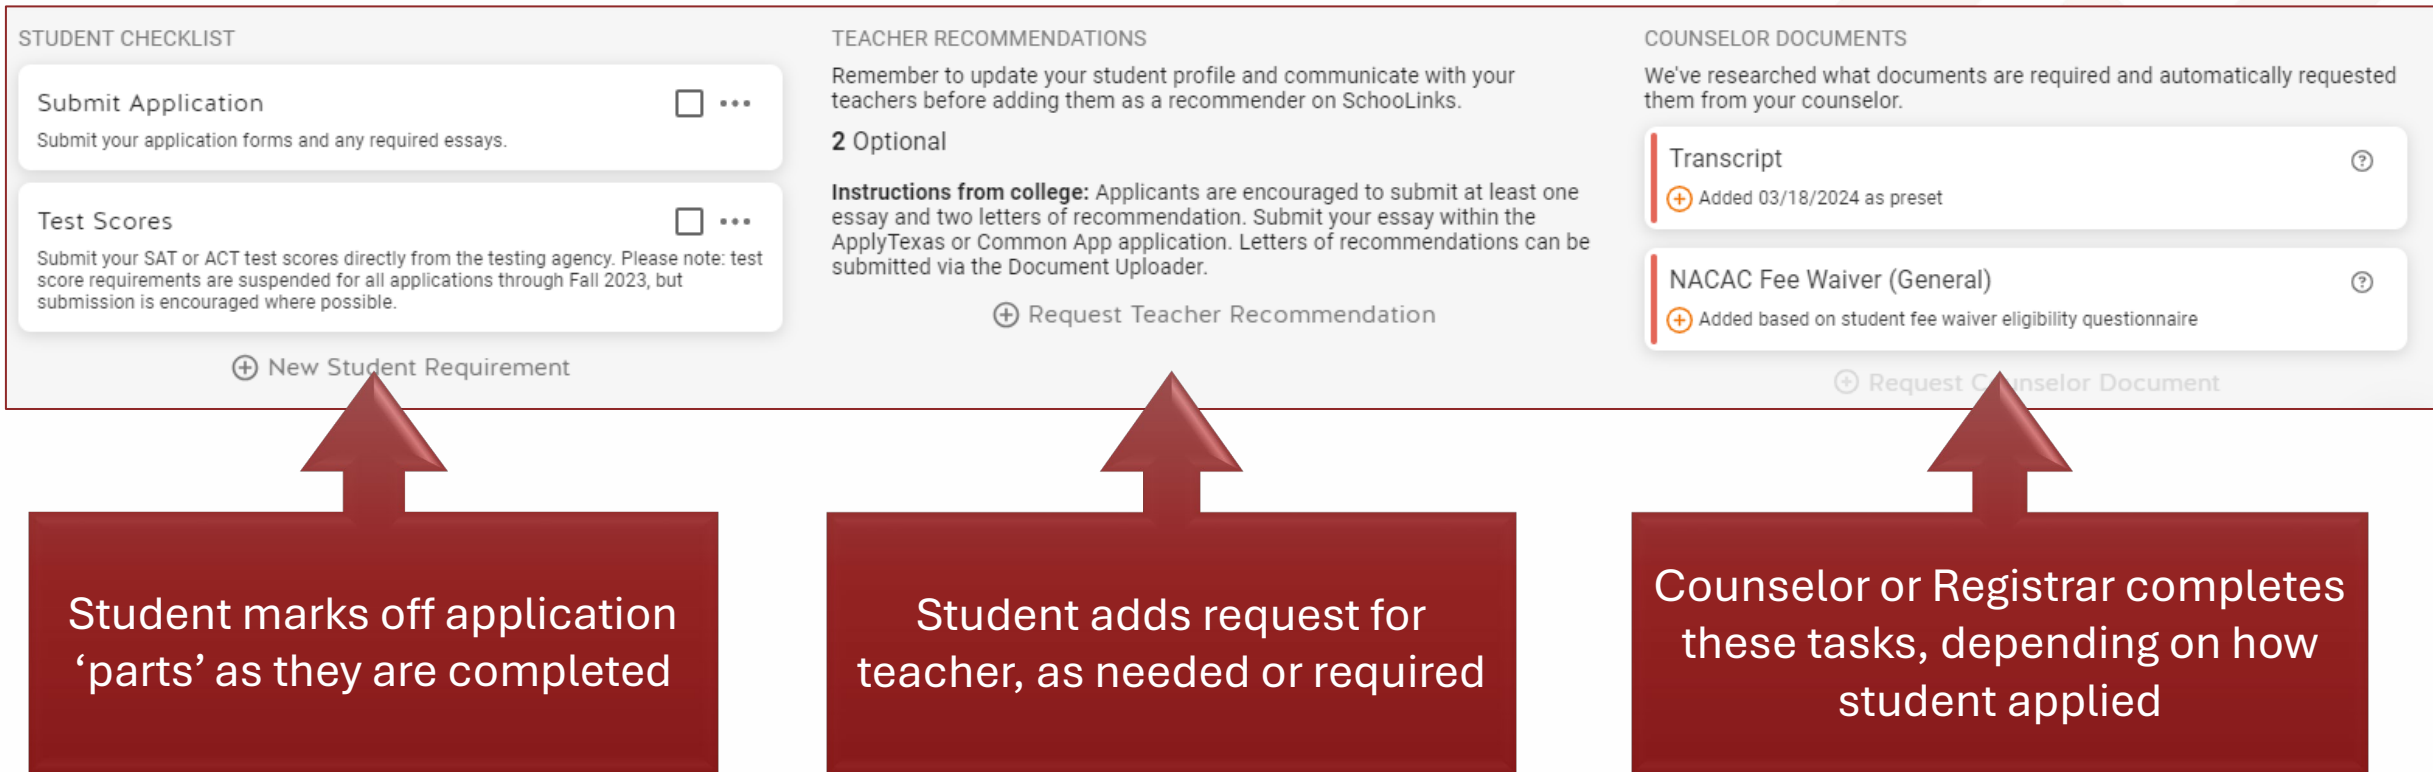 STUDENT CHECKLIST
Submit Application
Submit your application forms and any required essays.
Test Scores
Submit your SAT or ACT test scores directly from the testing agency. Please note: test
score requirements are suspended for all applications through Fall 2023, but
submission is encouraged where possible.
New Student Requirement
TEACHER RECOMMENDATIONS
Remember to update your student profile and communicate with your
teachers before adding them as a recommender on SchooLinks.
2 Optional
Instructions from college: Applicants are encouraged to submit at least one
essay and two letters of recommendation. Submit your essay within the
ApplyTexas or Common App application. Letters of recommendations can be
submitted via the Document Uploader.
Request Teacher Recommendation
COUNSELOR DOCUMENTS
We've researched what documents are required and automatically requested
them from your counselor.
Transcript
Added 03/18/2024 as preset
NACAC Fee Waiver (General)
Added based on student fee waiver eligibility questionnaire
Request Counselor Document
Student marks off application
‘parts’ as they are completed
Student adds request for
teacher, as needed or required
Counselor or Registrar completes
these tasks, depending on how
student applied